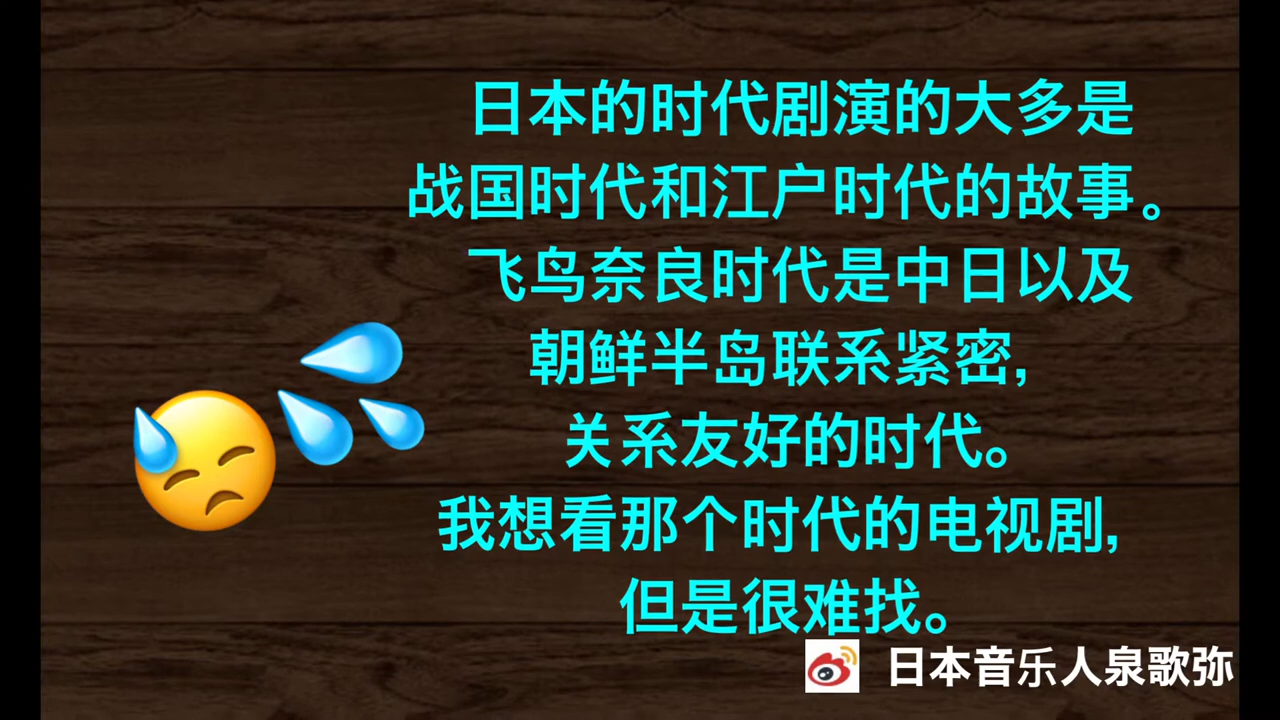 日本的时代剧演的大多是
战国时代和江户时代的故事。
飞鸟奈良时代是中日以及
朝鲜半岛联系紧密,
关系友好的时代。
我想看那个时代的电视剧,
但是很难找。
日本音乐人泉歌弥